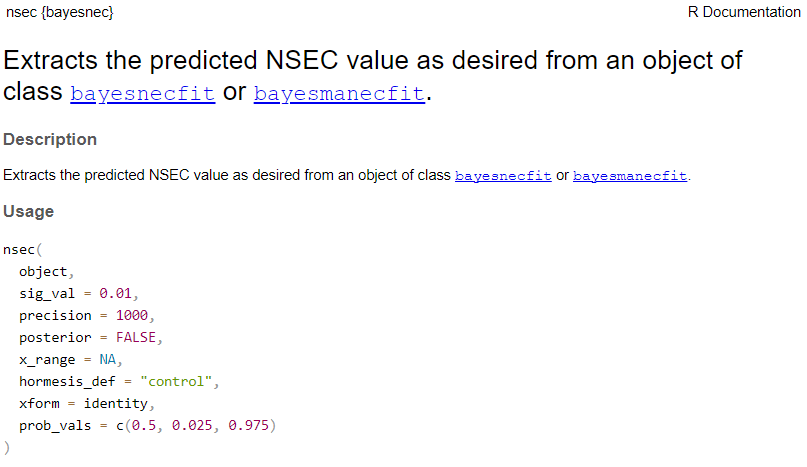 nsec {bayesnec}
R Documentation
Extracts the predicted NSEC value as desired from an object of
class bayesnecfit or bayesmanecfit.
Description
Extracts the predicted NSEC value as desired from an object of class bayesnecfit or bayesmanecfit.
Usage
nsec(
  object,
  sig_val = 0.01,
  precision = 1000,
  posterior = FALSE,
  x_range = NA,
  hormesis_def = "control",
  xform = identity,
  prob_vals = c(0.5, 0.025, 0.975)
)